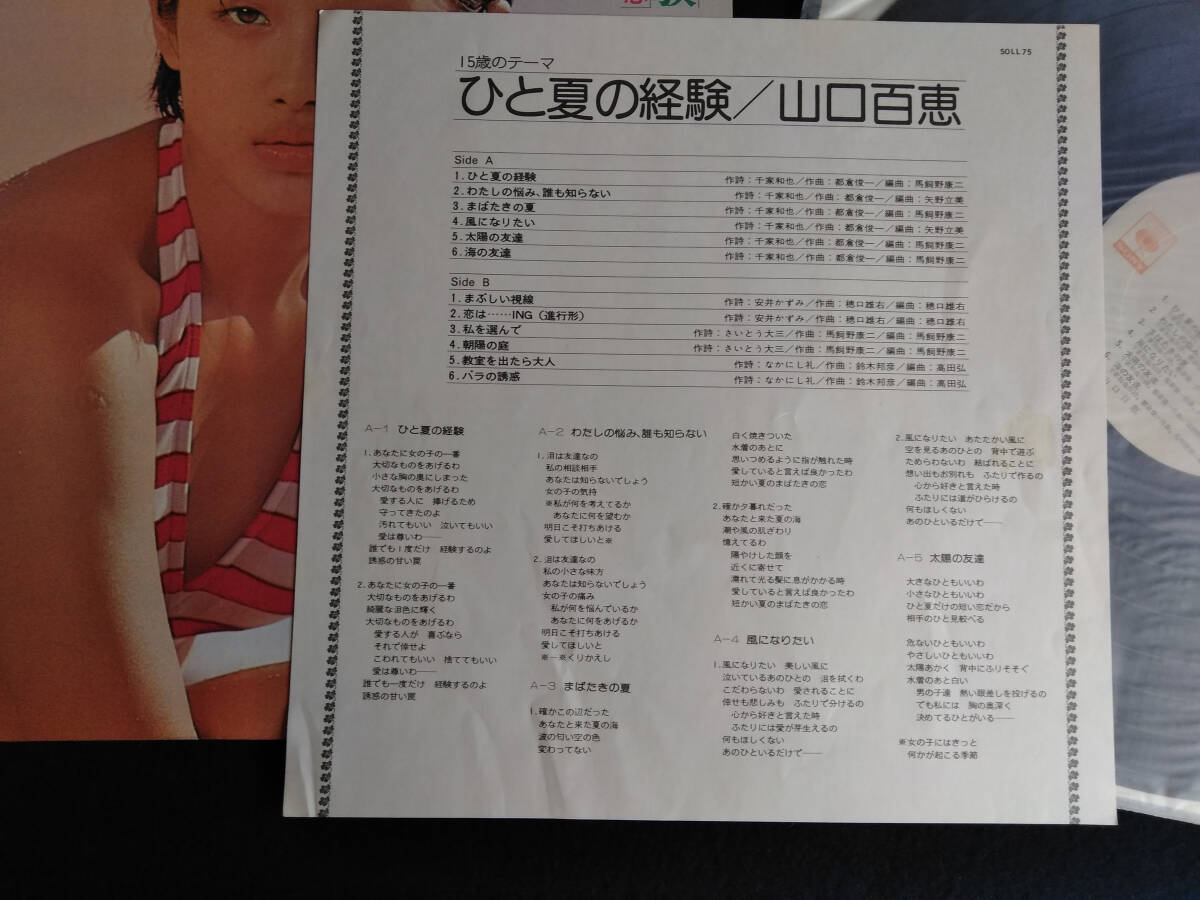 SOLL 75
15歳のテーマ
ひと夏の経験／山口百恵
Side A
1. ひと夏の経験 作詩：千家和也／作曲：都倉俊一／編曲：馬飼野康二
2. わたしの悩み、誰も知らない 作詩：千家和也／作曲：都倉俊一／編曲：矢野立美
3. まばたきの夏 作詩：千家和也／作曲：都倉俊一／編曲：馬飼野康二
4. 風になりたい 作詩：千家和也／作曲：都倉俊一／編曲：矢野立美
5. 太陽の友達 作詩：千家和也／作曲：都倉俊一／編曲：馬飼野康二
6. 海の友達 作詩：千家和也／作曲：都倉俊一／編曲：馬飼野康二
Side B
1. まぶしい視線 作詩：安井かずみ／作曲：穂口雄右／編曲：穂口雄右
2. 恋は……ING（進行形） 作詩：安井かずみ／作曲：穂口雄右／編曲：穂口雄右
3. 私を選んで 作詩：さいとう大三／作曲：馬飼野康二／編曲：馬飼野康二
4. 朝陽の庭 作詩：さいとう大三／作曲：馬飼野康二／編曲：馬飼野康二
5. 教室を出たら大人 作詩：なかにし礼／作曲：鈴木邦彦／編曲：高田弘
6. バラの誘惑 作詩：なかにし礼／作曲：鈴木邦彦／編曲：高田弘
A-1 ひと夏の経験
1. あなたに女の子の一番
大切なものをあげるわ
小さな胸の奥にしまった
大切なものをあげるわ
愛する人に 捧げるため
守ってきたのよ
汚れてもいい 泣いてもいい
愛は尊いわ――
誰でも1度だけ 経験するのよ
誘惑の甘い罠
2. あなたに女の子の一番
大切なものをあげるわ
綺麗な泪色に輝く
大切なものをあげるわ
愛する人が 喜ぶなら
それで倖せよ
こわれてもいい 捨ててもいい
愛は尊いわ――
誰でも一度だけ 経験するのよ
誘惑の甘い罠
A-2 わたしの悩み、誰も知らない
1. 泪は友達なの
私の相談相手
あなたは知らないでしょう
女の子の気持
※私が何を考えてるか
あなたに何を望むか
明日こそ打ちあける
愛してほしいと※
2. 泪は友達なの
私の小さな味方
あなたは知らないでしょう
女の子の痛み
私が何を悩んでいるか
あなたに何をあげるか
明日こそ打ちあける
愛してほしいと
※―※くりかえし
A-3 まばたきの夏
1. 確かこの辺だった
あなたと来た夏の海
波の匂い空の色
変わってない
白く焼きついた
水着のあとに
思いつめるように指が触れた時
愛していると言えば良かったわ
短かい夏のまばたきの恋
2. 確か夕暮れだった
あなたと来た夏の海
潮や風の肌ざわり
憶えてるわ
陽やけした顔を
近くに寄せて
濡れて光る髪に息がかかる時
愛していると言えば良かったわ
短かい夏のまばたきの恋
A-4 風になりたい
1. 風になりたい 美しい風に
泣いているあのひとの 泪を拭くわ
こだわらないわ 愛されることに
倖せも悲しみも ふたりで分けるの
心から好きと言えた時
ふたりには愛が芽生えるの
何もほしくない
あのひといるだけで――
2. 風になりたい あたたかい風に
空を見るあのひとの 背中で遊ぶ
ためらわないわ 結ばれることに
想い出もお別れも ふたりで作るの
心から好きと言えた時
ふたりには道がひらけるの
何もほしくない
あのひといるだけで――
A-5 太陽の友達
大きなひともいいわ
小さなひともいいわ
ひと夏だけの短い恋だから
相手のひと見較べる
危ないひともいいわ
やさしいひともいいわ
太陽あかく 背中にふりそそぐ
水着のあと白い
男の子達 熱い眼差しを投げるの
でも私には 胸の奥深く
決めてるひとがいる――
※女の子にはきっと
何かが起こる季節